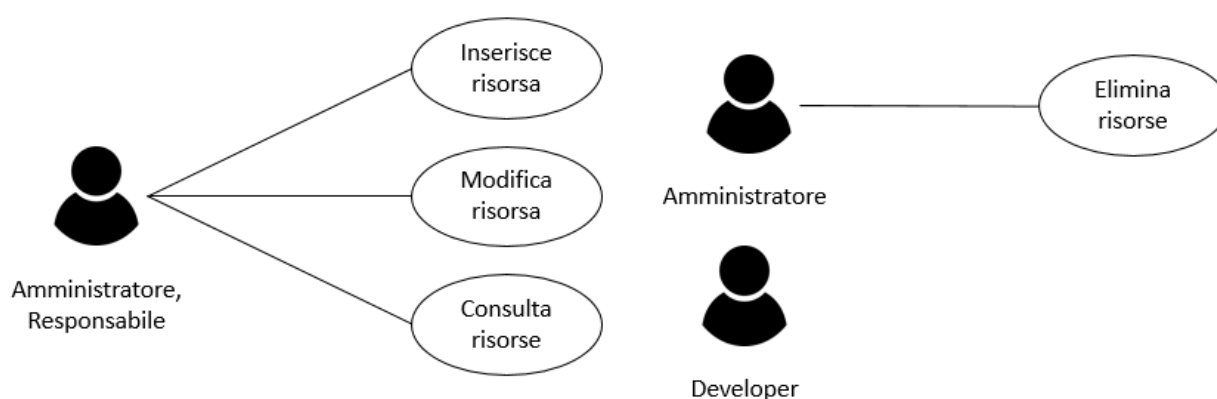 Inserisce
risorsa
Modifica
risorsa
Consulta
risorse
Amministratore,
Responsabile
Elimina
risorse
Amministratore
Developer